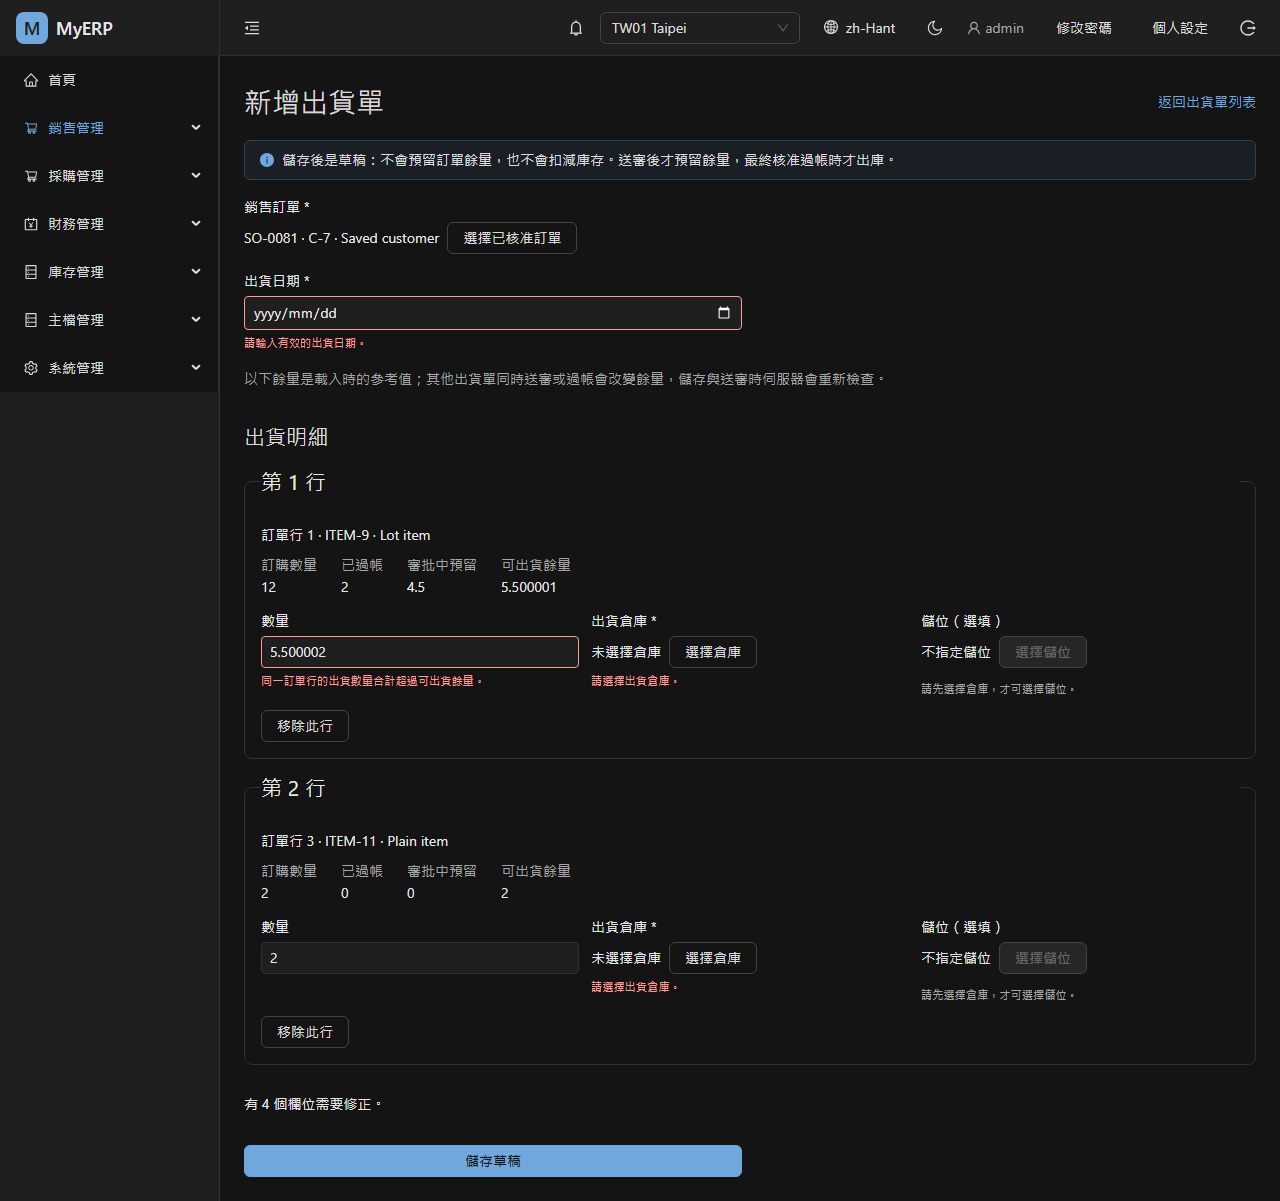 M MyERP
TW01 Taipei
zh-Hant
admin
修改密碼
個人設定
首頁
銷售管理
採購管理
財務管理
庫存管理
主檔管理
系統管理
新增出貨單
返回出貨單列表
儲存後是草稿：不會預留訂單餘量，也不會扣減庫存。送審後才預留餘量，最終核准過帳時才出庫。
銷售訂單 *
SO-0081 · C-7 · Saved customer 選擇已核准訂單
出貨日期 *
yyyy/mm/dd
請輸入有效的出貨日期。
以下餘量是載入時的參考值；其他出貨單同時送審或過帳會改變餘量，儲存與送審時伺服器會重新檢查。
出貨明細
第 1 行
訂單行 1 · ITEM-9 · Lot item
訂購數量 已過帳 審批中預留 可出貨餘量
12 2 4.5 5.500001
數量 出貨倉庫 * 儲位（選填）
5.500002 未選擇倉庫 選擇倉庫 不指定儲位 選擇儲位
同一訂單行的出貨數量合計超過可出貨餘量。 請選擇出貨倉庫。 請先選擇倉庫，才可選擇儲位。
移除此行
第 2 行
訂單行 3 · ITEM-11 · Plain item
訂購數量 已過帳 審批中預留 可出貨餘量
2 0 0 2
數量 出貨倉庫 * 儲位（選填）
2 未選擇倉庫 選擇倉庫 不指定儲位 選擇儲位
請選擇出貨倉庫。 請先選擇倉庫，才可選擇儲位。
移除此行
有 4 個欄位需要修正。
儲存草稿